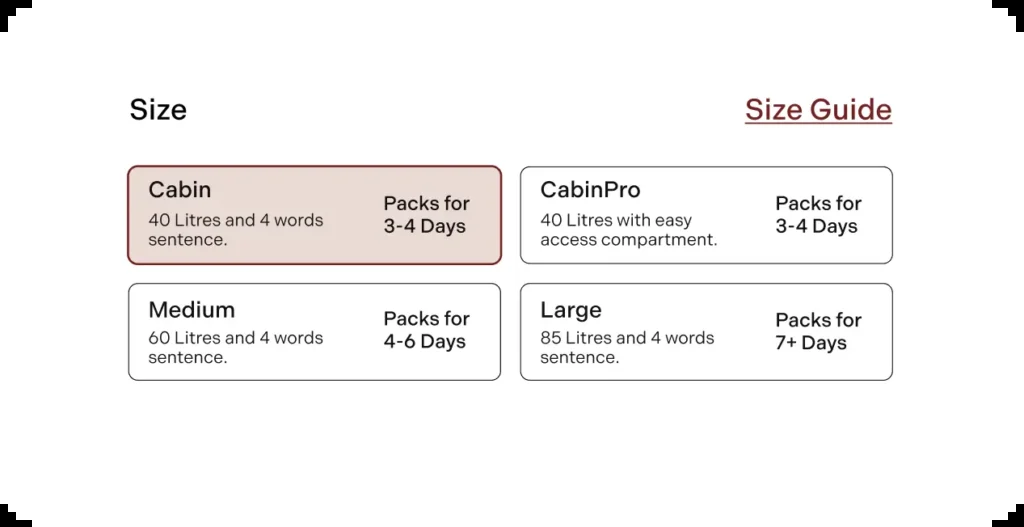 Size
Size Guide
Cabin
40 Litres and 4 words
sentence.
Packs for
3-4 Days
CabinPro
40 Litres with easy
access compartment.
Packs for
3-4 Days
Medium
60 Litres and 4 words
sentence.
Packs for
4-6 Days
Large
85 Litres and 4 words
sentence.
Packs for
7+ Days